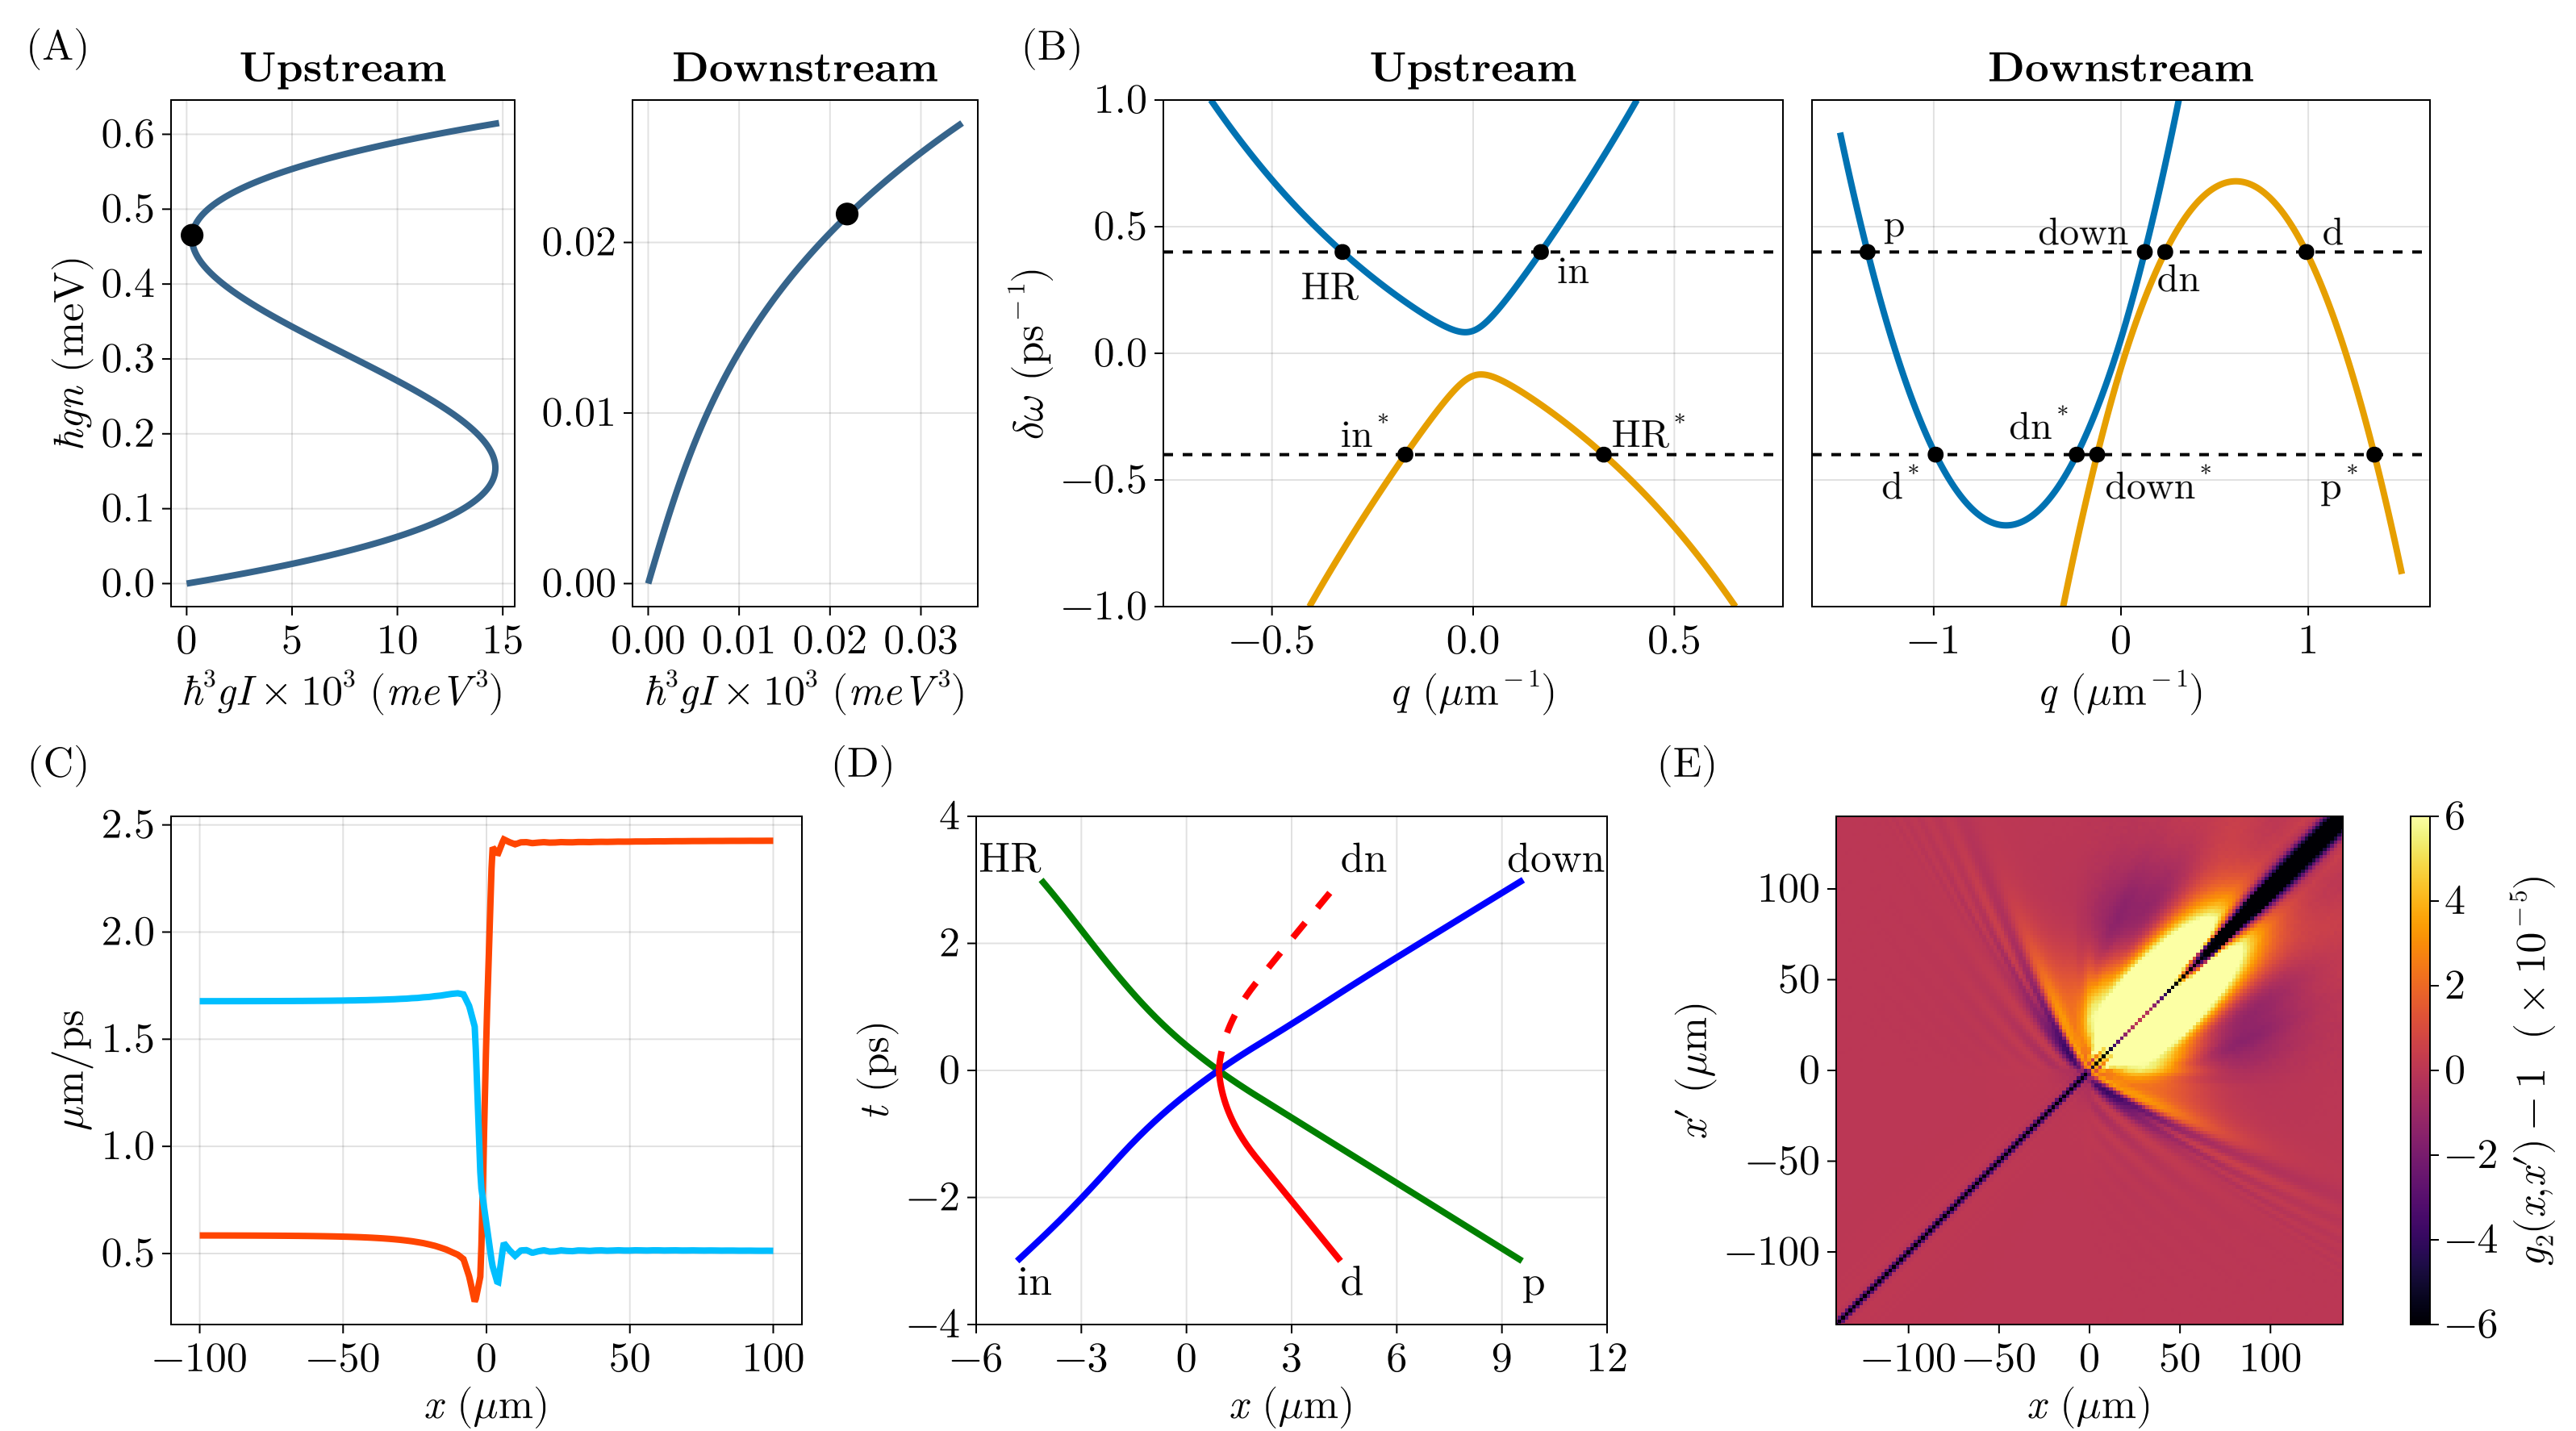 (A)
Upstream
Downstream
ħgn (meV)
0.6
0.5
0.4
0.3
0.2
0.1
0.0
0 5 10 15
ħ³gI × 10³ (meV³)
0.02
0.01
0.00
0.00 0.01 0.02 0.03
ħ³gI × 10³ (meV³)
(B)
Upstream
Downstream
δω (ps⁻¹)
1.0
0.5
0.0
−0.5
−1.0
HR
in
in*
HR*
−0.5 0.0 0.5
q (μm⁻¹)
p
down
dn
d
dn*
d*
down*
p*
−1 0 1
q (μm⁻¹)
(C)
μm/ps
2.5
2.0
1.5
1.0
0.5
−100 −50 0 50 100
x (μm)
(D)
t (ps)
4
2
0
−2
−4
HR
dn
down
in
d
p
−6 −3 0 3 6 9 12
x (μm)
(E)
x′ (μm)
100
50
0
−50
−100
−100 −50 0 50 100
x (μm)
6
4
2
0
−2
−4
−6
g₂(x,x′) − 1 (× 10⁻⁵)